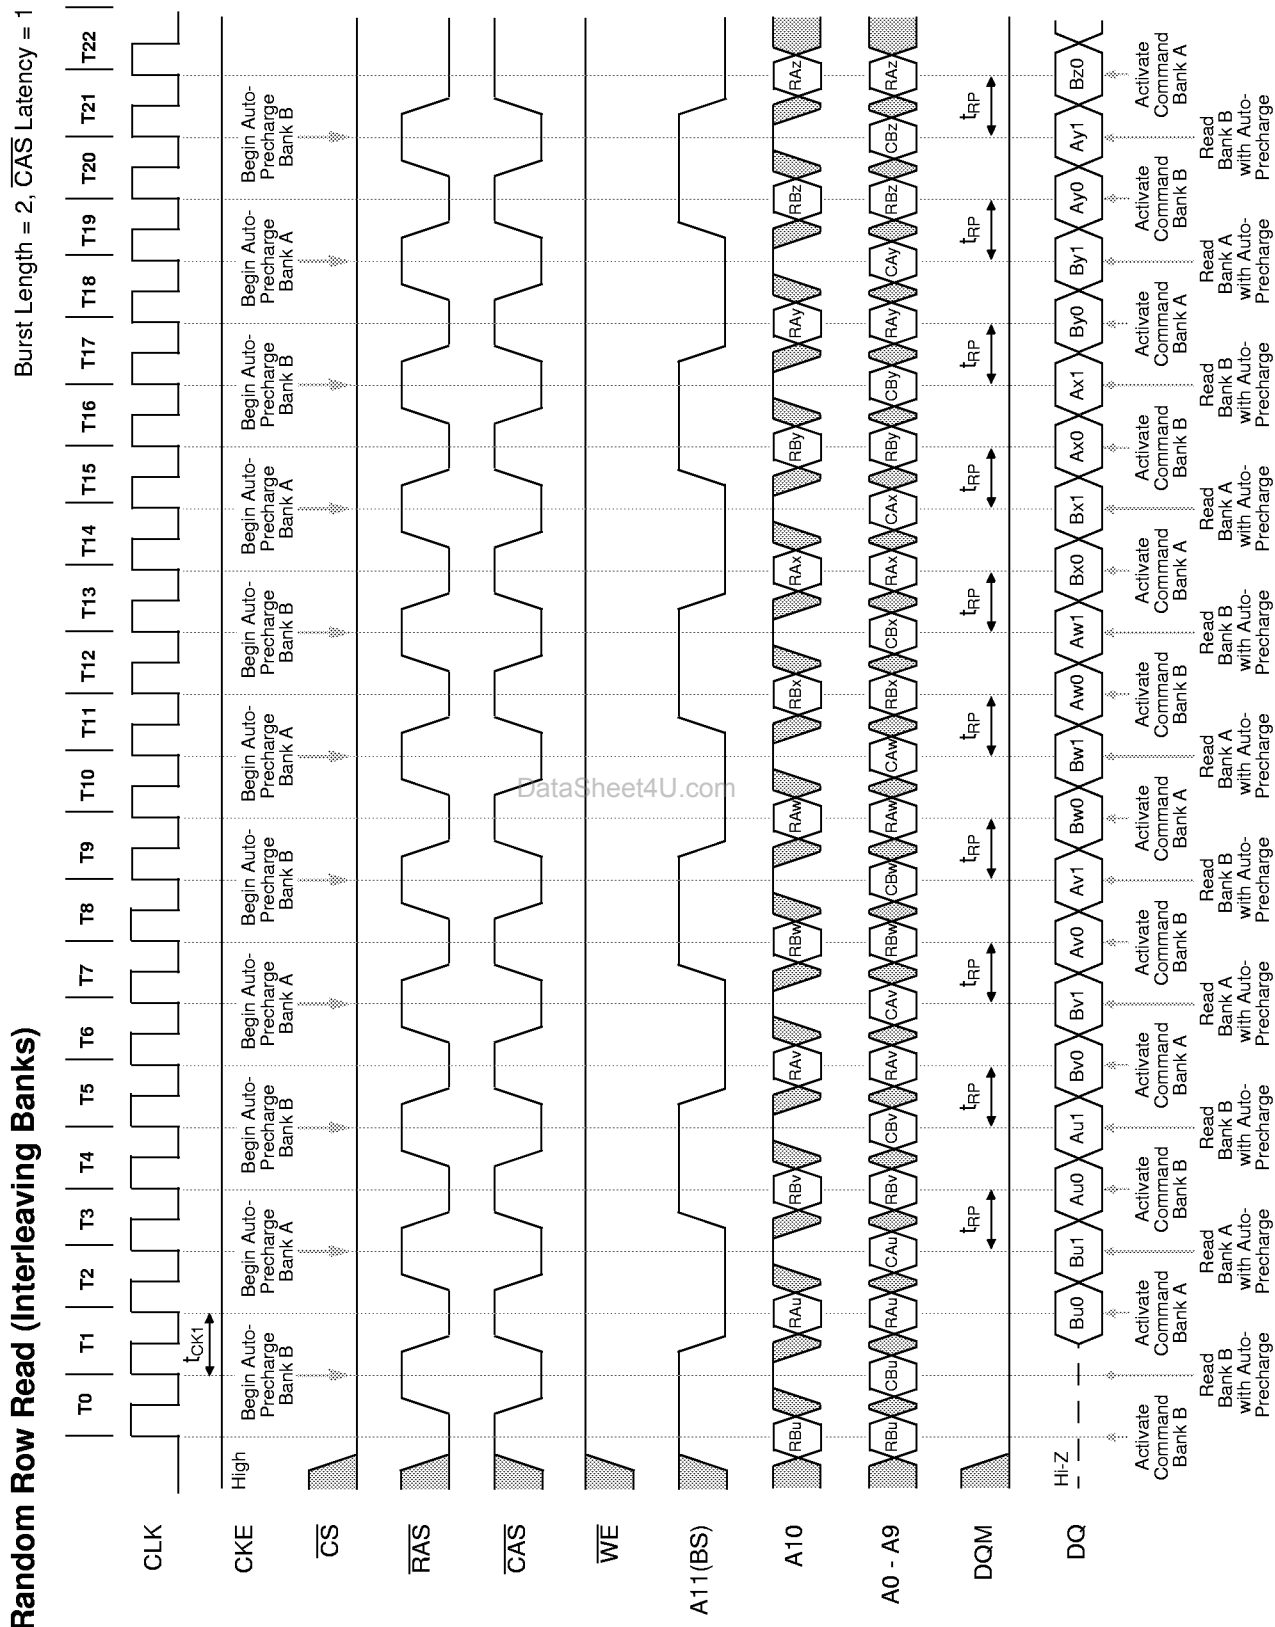 Random Row Read (Interleaving Banks)
Burst Length = 2, CAS Latency = 1
T0 T1 T2 T3 T4 T5 T6 T7 T8 T9 T10 T11 T12 T13 T14 T15 T16 T17 T18 T19 T20 T21 T22
CLK
tCK1
CKE
High
Begin Auto-
Precharge
Bank B
Begin Auto-
Precharge
Bank A
Begin Auto-
Precharge
Bank B
Begin Auto-
Precharge
Bank A
Begin Auto-
Precharge
Bank B
Begin Auto-
Precharge
Bank A
Begin Auto-
Precharge
Bank B
Begin Auto-
Precharge
Bank A
Begin Auto-
Precharge
Bank B
Begin Auto-
Precharge
Bank A
Begin Auto-
Precharge
Bank B
CS
RAS
CAS
DataSheet4U.com
WE
A11(BS)
A10
RBu RAu RBv RAv RBw RAw RBx RAx RBy RAy RBz RAz
A0 - A9
RBu CBu RAu CAu RBv CBv RAv CAv RBw CBw RAw CAw RBx CBx RAx CAx RBy CBy RAy CAy RBz CBz RAz
DQM
tRP tRP tRP tRP tRP tRP tRP tRP tRP tRP
DQ
Hi-Z
Bu0 Bu1 Au0 Au1 Bv0 Bv1 Av0 Av1 Bw0 Bw1 Aw0 Aw1 Bx0 Bx1 Ax0 Ax1 By0 By1 Ay0 Ay1 Bz0
Activate
Command
Bank B
Read
Bank B
with Auto-
Precharge
Activate
Command
Bank A
Read
Bank A
with Auto-
Precharge
Activate
Command
Bank B
Read
Bank B
with Auto-
Precharge
Activate
Command
Bank A
Read
Bank A
with Auto-
Precharge
Activate
Command
Bank B
Read
Bank B
with Auto-
Precharge
Activate
Command
Bank A
Read
Bank A
with Auto-
Precharge
Activate
Command
Bank B
Read
Bank B
with Auto-
Precharge
Activate
Command
Bank A
Read
Bank A
with Auto-
Precharge
Activate
Command
Bank B
Read
Bank B
with Auto-
Precharge
Activate
Command
Bank A
Read
Bank A
with Auto-
Precharge
Activate
Command
Bank B
Read
Bank B
with Auto-
Precharge
Activate
Command
Bank A